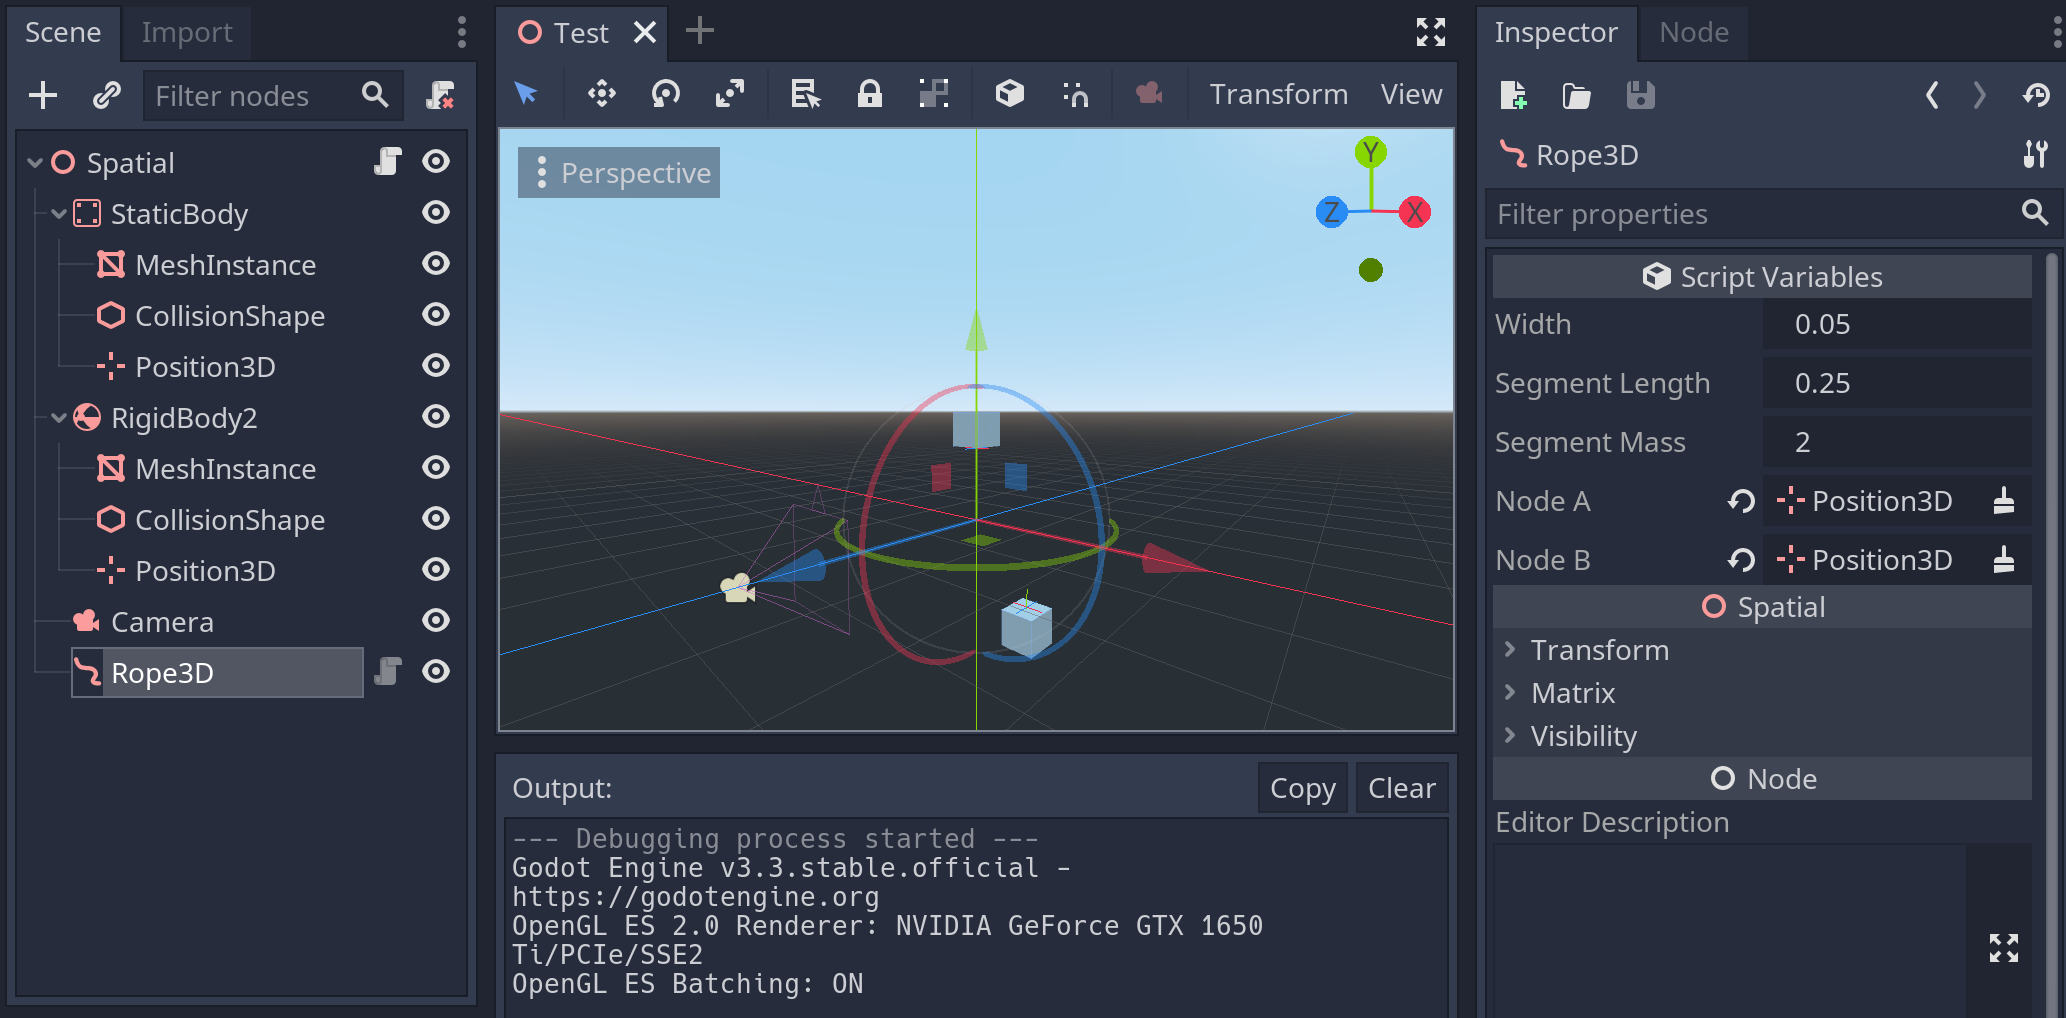 Scene
Import
Filter nodes
Spatial
StaticBody
MeshInstance
CollisionShape
Position3D
RigidBody2
MeshInstance
CollisionShape
Position3D
Camera
Rope3D
Test
Transform
View
Perspective
Y
Z
X
Output:
Copy
Clear
--- Debugging process started ---
Godot Engine v3.3.stable.official -
https://godotengine.org
OpenGL ES 2.0 Renderer: NVIDIA GeForce GTX 1650
Ti/PCIe/SSE2
OpenGL ES Batching: ON
Inspector
Node
Rope3D
Filter properties
Script Variables
Width 0.05
Segment Length 0.25
Segment Mass 2
Node A Position3D
Node B Position3D
Spatial
Transform
Matrix
Visibility
Node
Editor Description